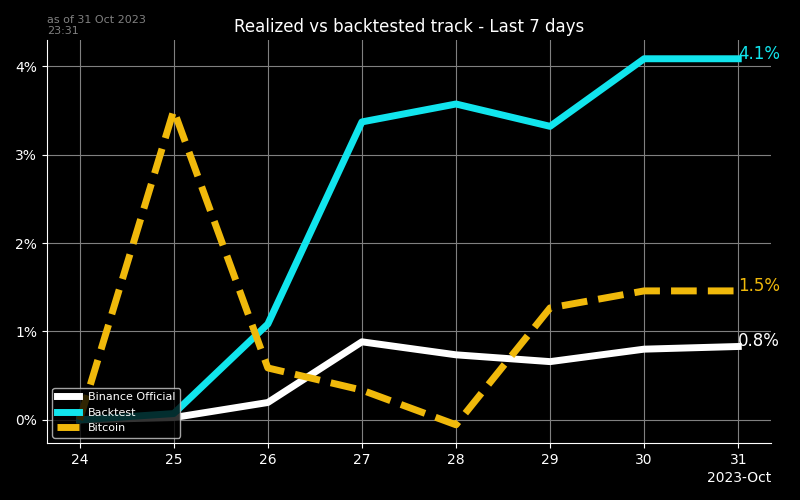 as of 31 Oct 2023
23:31
Realized vs backtested track - Last 7 days
4%
3%
2%
1%
0%
4.1%
1.5%
0.8%
Binance Official
Backtest
Bitcoin
24 25 26 27 28 29 30 31
2023-Oct